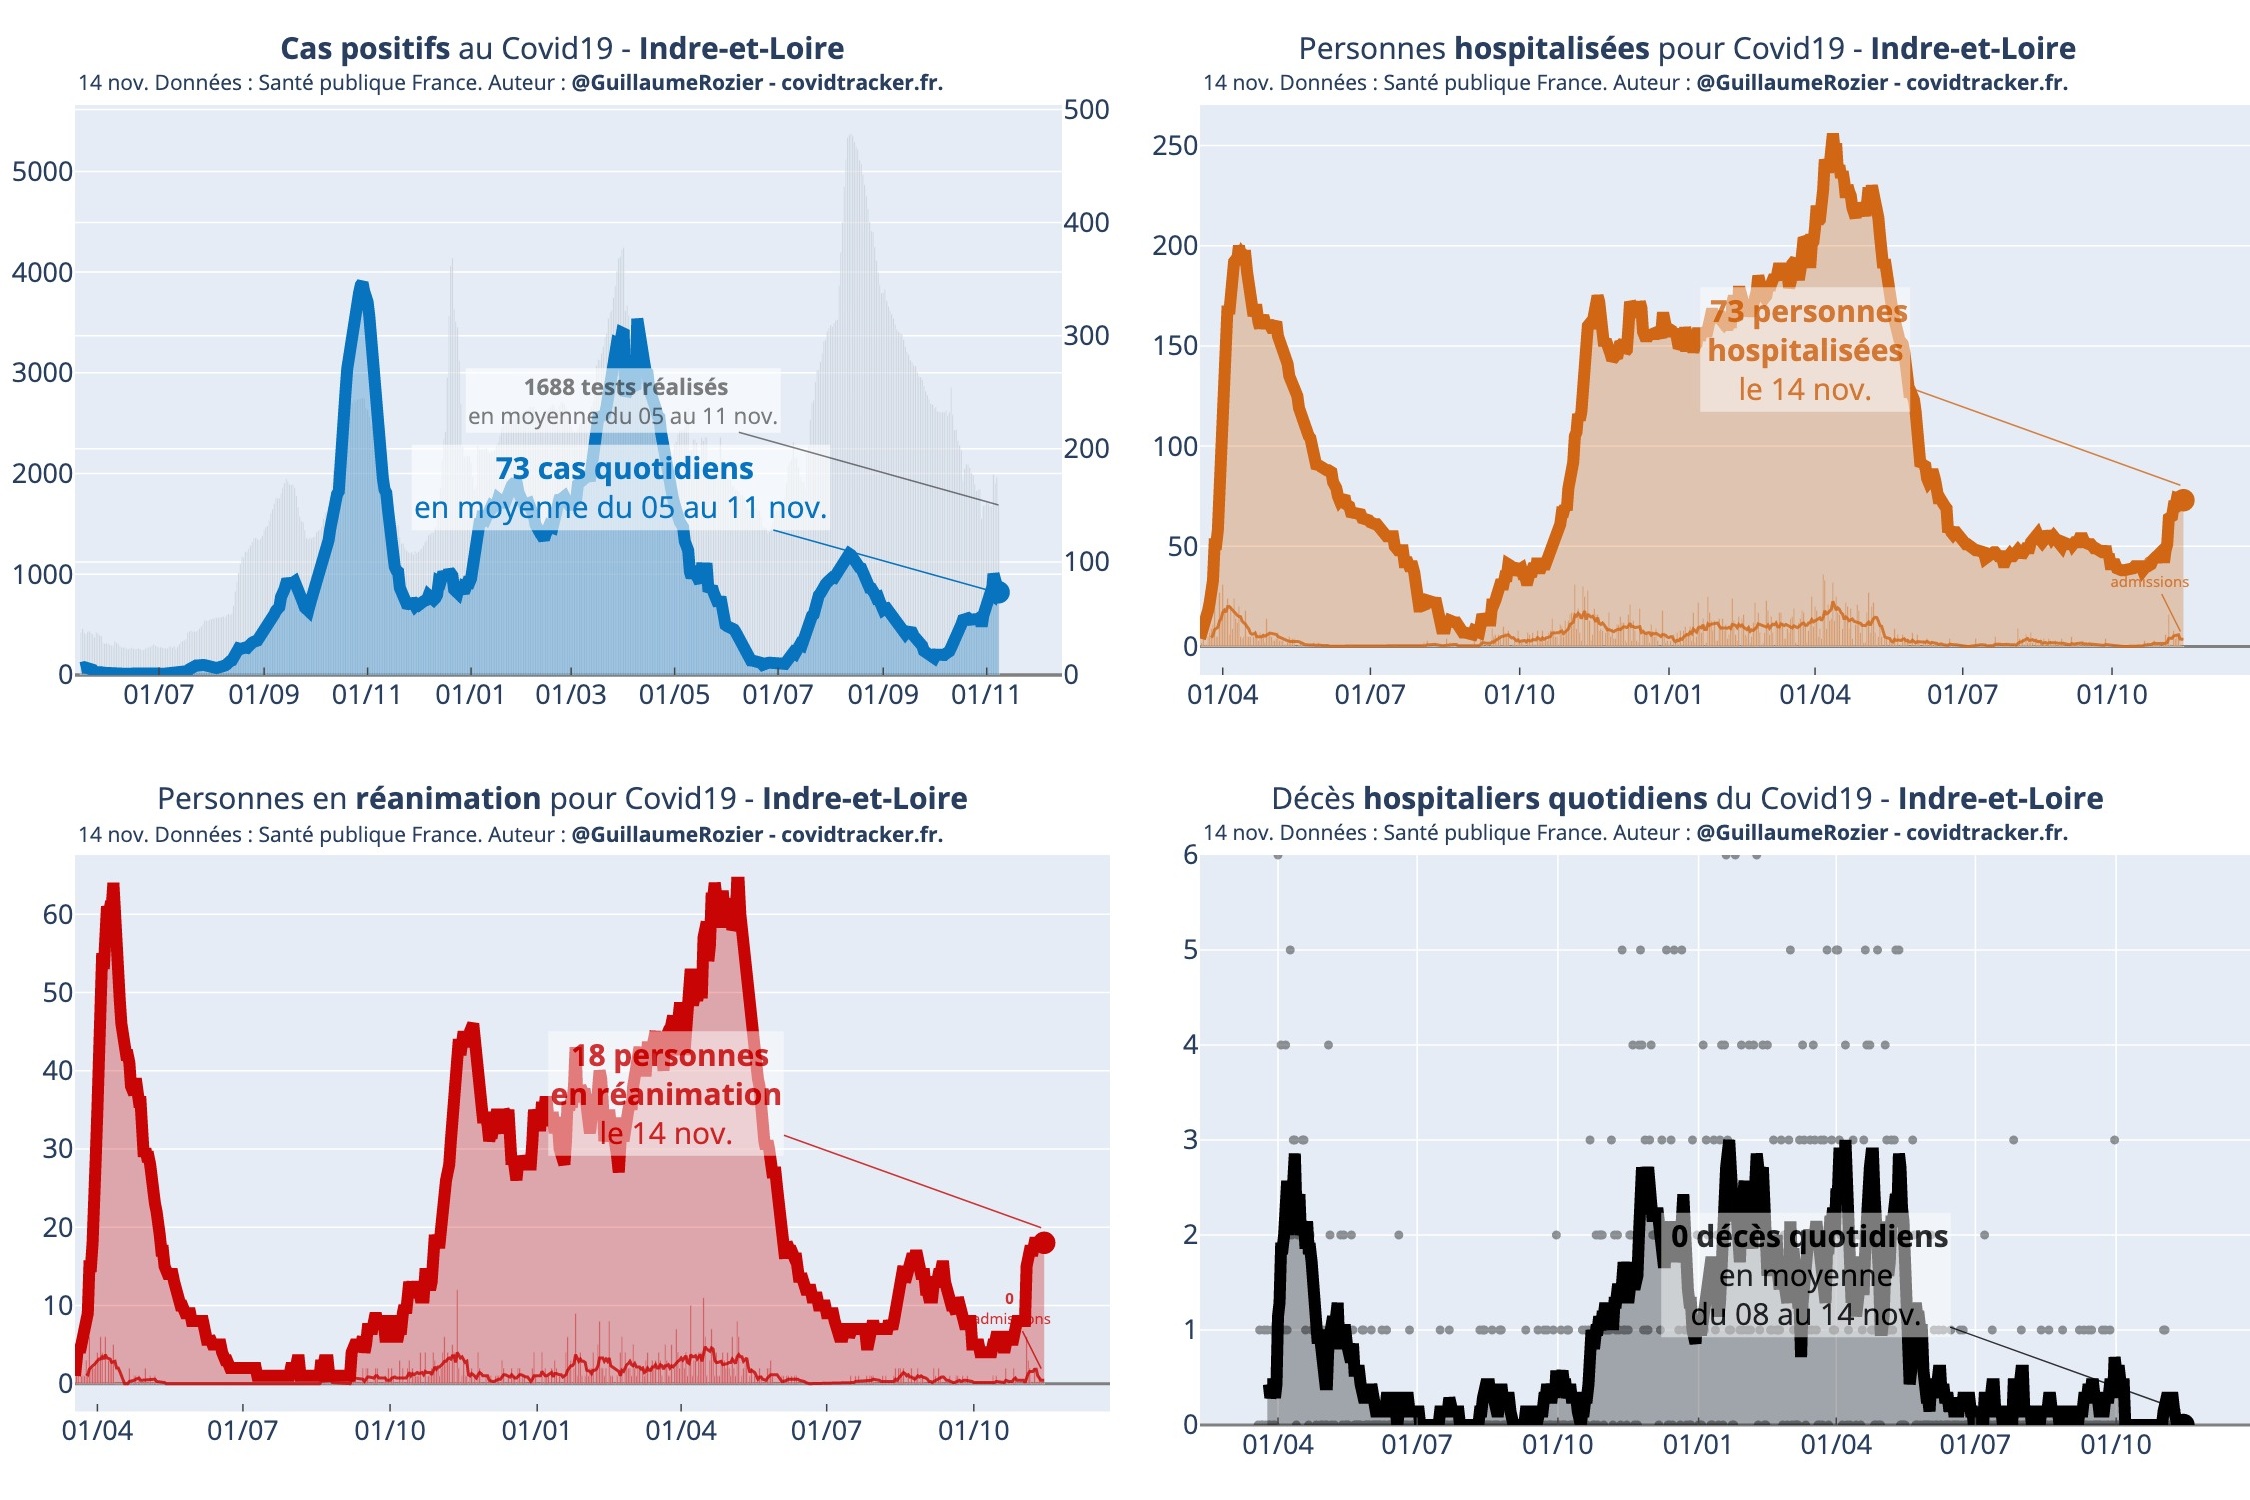 Cas positifs au Covid19 - Indre-et-Loire
14 nov. Données : Santé publique France. Auteur : @GuillaumeRozier - covidtracker.fr.
500
5000
400
4000
300
3000
1688 tests réalisés
en moyenne du 05 au 11 nov.
200
2000
73 cas quotidiens
en moyenne du 05 au 11 nov.
100
1000
0
0
01/07 01/09 01/11 01/01 01/03 01/05 01/07 01/09 01/11
Personnes hospitalisées pour Covid19 - Indre-et-Loire
14 nov. Données : Santé publique France. Auteur : @GuillaumeRozier - covidtracker.fr.
250
200
73 personnes
hospitalisées
le 14 nov.
150
100
50
admissions
0
01/04 01/07 01/10 01/01 01/04 01/07 01/10
Personnes en réanimation pour Covid19 - Indre-et-Loire
14 nov. Données : Santé publique France. Auteur : @GuillaumeRozier - covidtracker.fr.
60
50
18 personnes
en réanimation
le 14 nov.
40
30
20
10
0
admissions
0
01/04 01/07 01/10 01/01 01/04 01/07 01/10
Décès hospitaliers quotidiens du Covid19 - Indre-et-Loire
14 nov. Données : Santé publique France. Auteur : @GuillaumeRozier - covidtracker.fr.
6
5
4
3
2
0 décès quotidiens
en moyenne
du 08 au 14 nov.
1
0
01/04 01/07 01/10 01/01 01/04 01/07 01/10